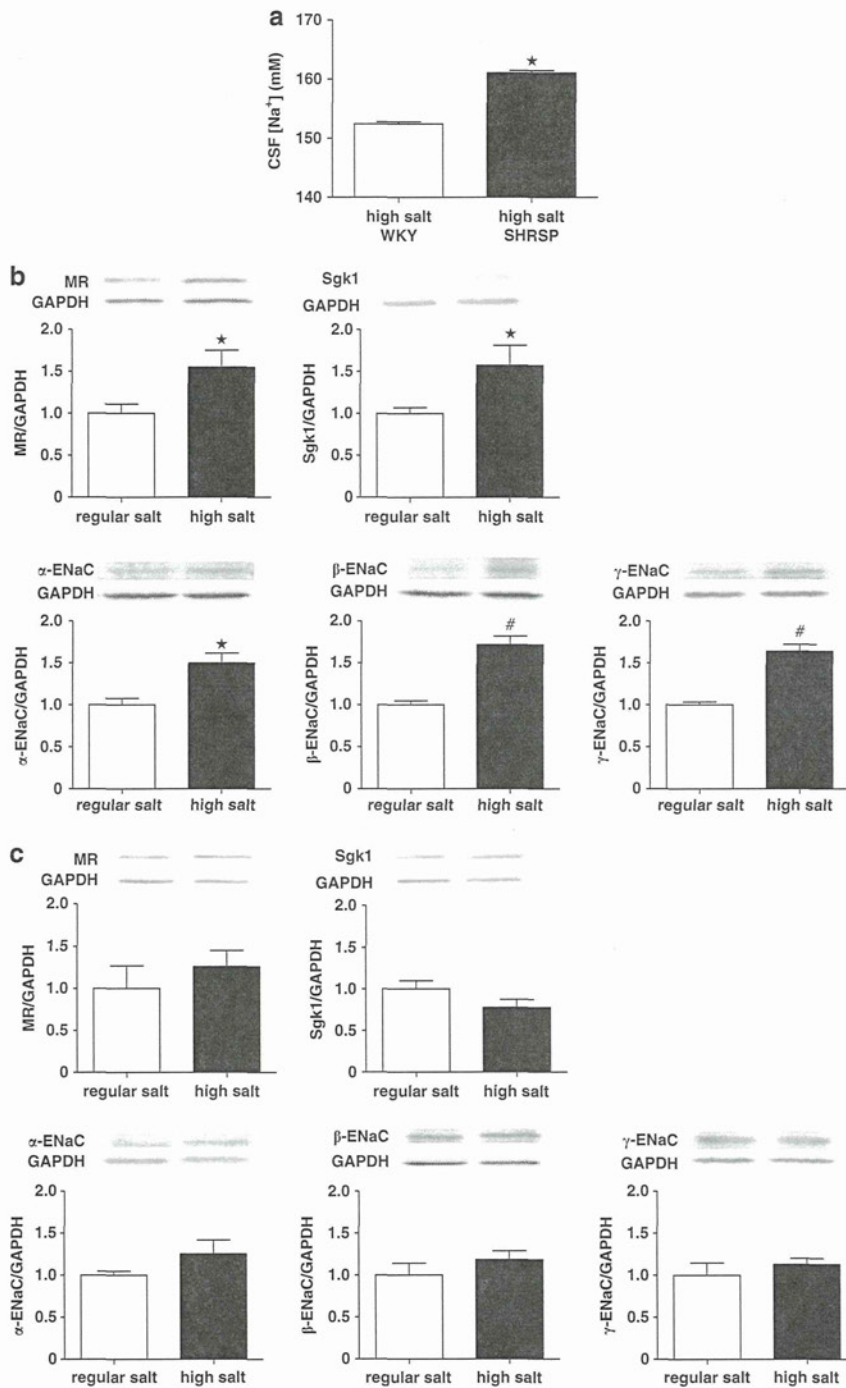 a
CSF [Na+] (mM)
170
160
150
140
★
high salt WKY
high salt SHRSP
b
MR
GAPDH
MR/GAPDH
2.0
1.5
1.0
0.5
0
★
regular salt
high salt
Sgk1
GAPDH
Sgk1/GAPDH
2.0
1.5
1.0
0.5
0
★
regular salt
high salt
α-ENaC
GAPDH
α-ENaC/GAPDH
2.0
1.5
1.0
0.5
0
★
regular salt
high salt
β-ENaC
GAPDH
β-ENaC/GAPDH
2.0
1.5
1.0
0.5
0
#
regular salt
high salt
γ-ENaC
GAPDH
γ-ENaC/GAPDH
2.0
1.5
1.0
0.5
0
#
regular salt
high salt
c
MR
GAPDH
MR/GAPDH
2.0
1.5
1.0
0.5
0
regular salt
high salt
Sgk1
GAPDH
Sgk1/GAPDH
2.0
1.5
1.0
0.5
0
regular salt
high salt
α-ENaC
GAPDH
α-ENaC/GAPDH
2.0
1.5
1.0
0.5
0
regular salt
high salt
β-ENaC
GAPDH
β-ENaC/GAPDH
2.0
1.5
1.0
0.5
0
regular salt
high salt
γ-ENaC
GAPDH
γ-ENaC/GAPDH
2.0
1.5
1.0
0.5
0
regular salt
high salt